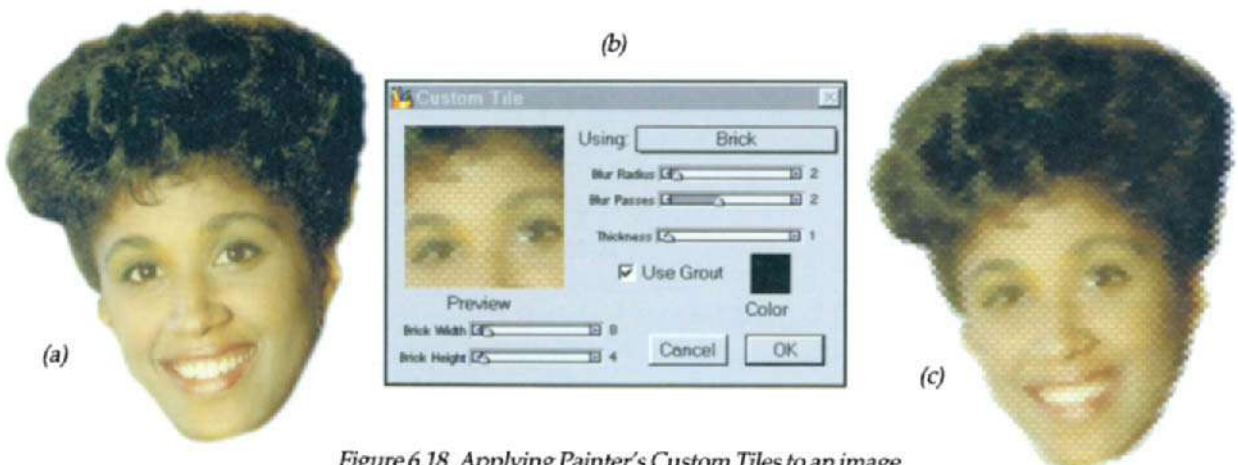 (b)
Custom Tile
Using: Brick
Blur Radius 2
Blur Passes 2
Thickness 1
Use Grout
Preview
Color
Brick Width 8
Brick Height 4
Cancel OK
(a)
(c)
Figure 6.18. Applying Painter's Custom Tiles to an image